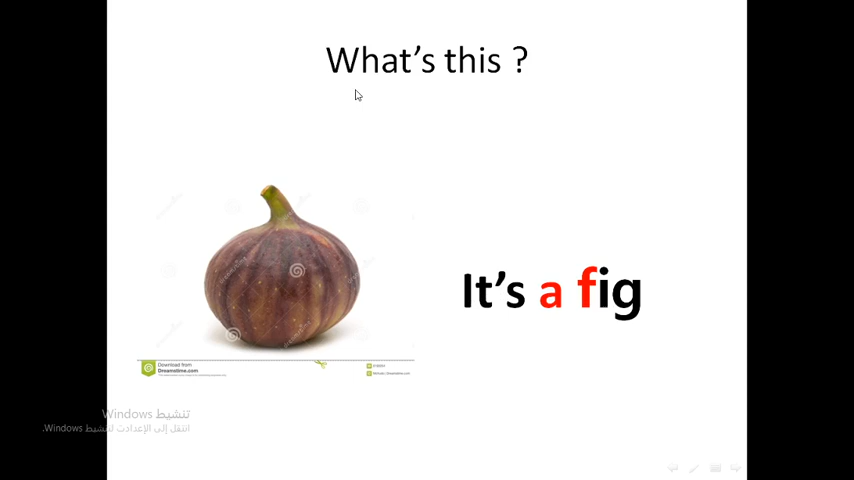 What's this ?
It's a fig
Download from
Dreamstime.com
تنشيط Windows
انتقل إلى الإعدادات لتنشيط Windows.